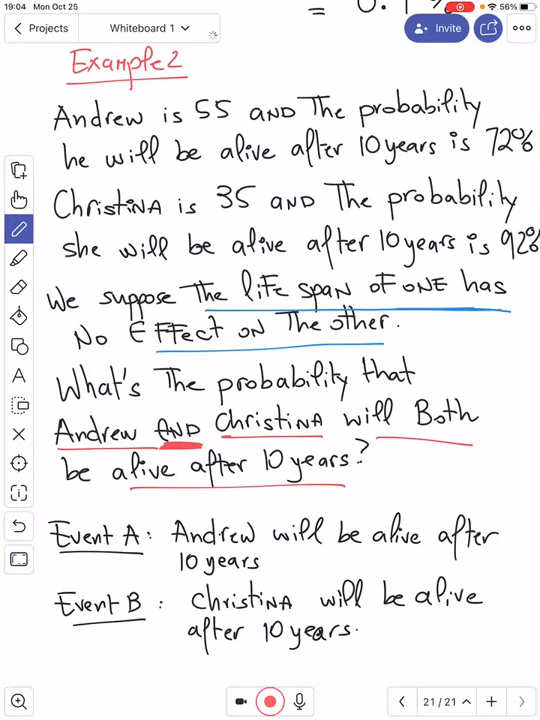 19:04 Mon Oct 25
56%
= 0.1
Projects
Whiteboard 1
Invite
Example 2
Andrew is 55 AND The probability
he will be alive after 10 years is 72%
ChristiNA is 35 AND The probability
she will be alive after 10 years is 92%
We suppose The life span of ONE has
No Effect ON The other.
What's The probability that
Andrew AND ChristiNA will Both
be alive after 10 years?
Event A: Andrew will be alive after
10 years
Event B: ChristiNA will be alive
after 10 years.
A
21/21